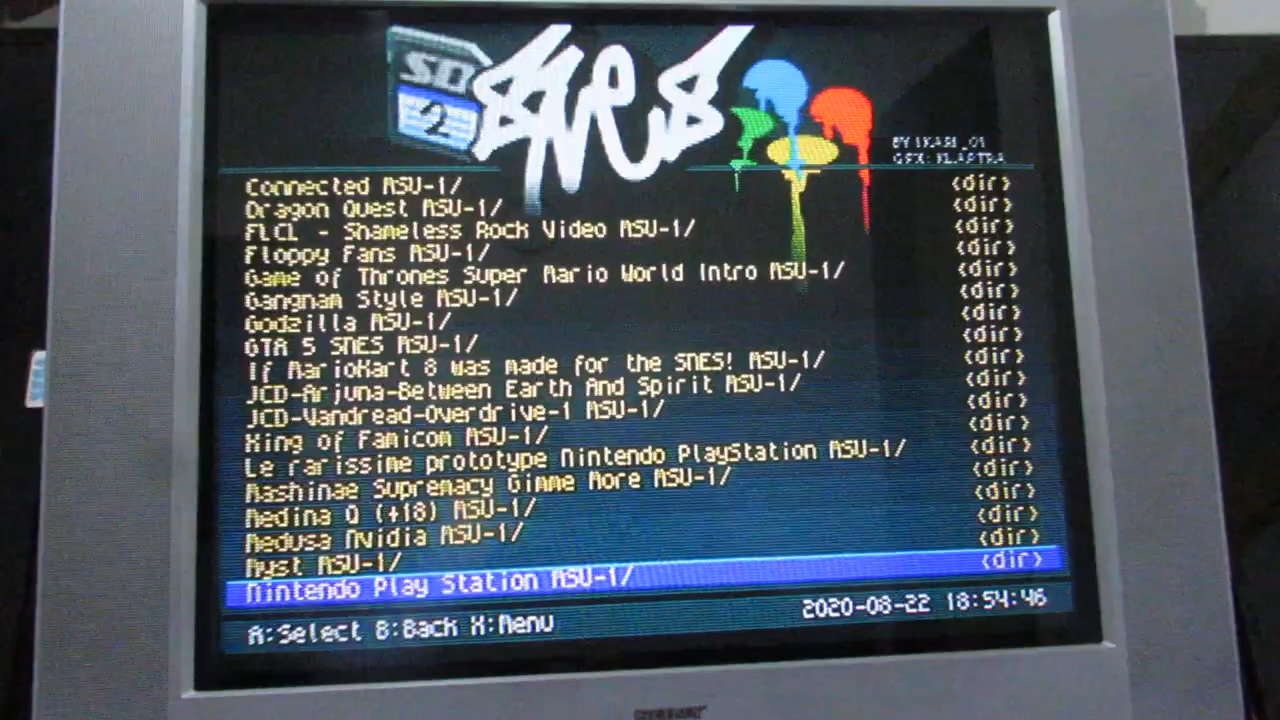 SD
2
SNES
BY IKARI_01
GFX: KLAPTRA
Connected MSU-1/ <dir>
Dragon Quest MSU-1/ <dir>
FLCL - Shameless Rock Video MSU-1/ <dir>
Floppy Fans MSU-1/ <dir>
Game of Thrones Super Mario World Intro MSU-1/ <dir>
Gangnam Style MSU-1/ <dir>
Godzilla MSU-1/ <dir>
GTA 5 SNES MSU-1/ <dir>
If MarioKart 8 was made for the SNES! MSU-1/ <dir>
JCD-Arjuna-Between Earth And Spirit MSU-1/ <dir>
JCD-Vandread-Overdrive-1 MSU-1/ <dir>
King of Famicom MSU-1/ <dir>
Le rarissime prototype Nintendo PlayStation MSU-1/ <dir>
Mashinae Supremacy Gimme More MSU-1/ <dir>
Medina Q (+18) MSU-1/ <dir>
Medusa Nvidia MSU-1/ <dir>
Myst MSU-1/ <dir>
Nintendo Play Station MSU-1/ <dir>
A:Select B:Back X:Menu 2020-08-22 18:54:46